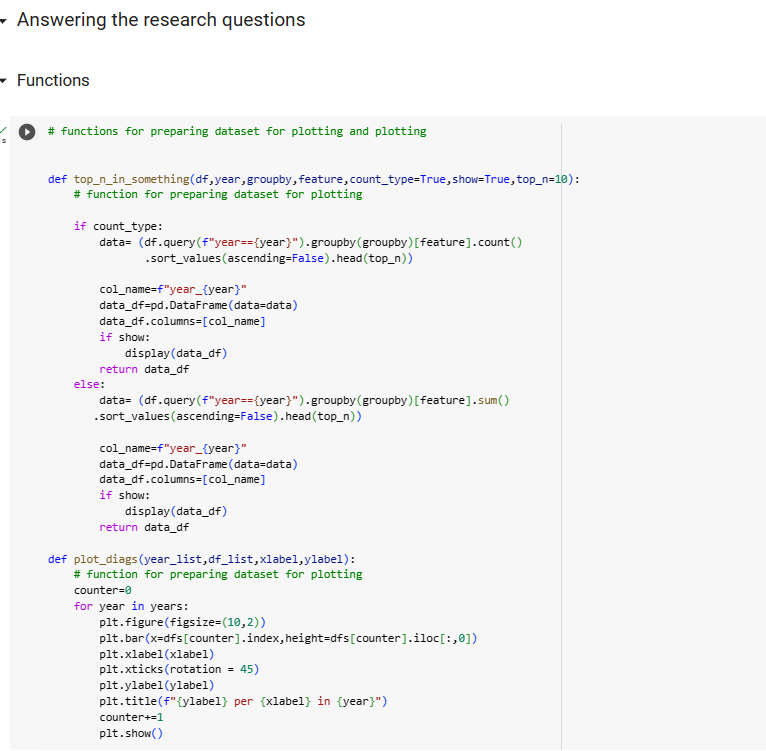 Answering the research questions
Functions
s
# functions for preparing dataset for plotting and plotting
def top_n_in_something(df,year,groupby,feature,count_type=True,show=True,top_n=10):
# function for preparing dataset for plotting
if count_type:
data= (df.query(f"year=={year}").groupby(groupby)[feature].count()
.sort_values(ascending=False).head(top_n))
col_name=f"year_{year}"
data_df=pd.DataFrame(data=data)
data_df.columns=[col_name]
if show:
display(data_df)
return data_df
else:
data= (df.query(f"year=={year}").groupby(groupby)[feature].sum()
.sort_values(ascending=False).head(top_n))
col_name=f"year_{year}"
data_df=pd.DataFrame(data=data)
data_df.columns=[col_name]
if show:
display(data_df)
return data_df
def plot_diags(year_list,df_list,xlabel,ylabel):
# function for preparing dataset for plotting
counter=0
for year in years:
plt.figure(figsize=(10,2))
plt.bar(x=dfs[counter].index,height=dfs[counter].iloc[:,0])
plt.xlabel(xlabel)
plt.xticks(rotation = 45)
plt.ylabel(ylabel)
plt.title(f"{ylabel} per {xlabel} in {year}")
counter+=1
plt.show()